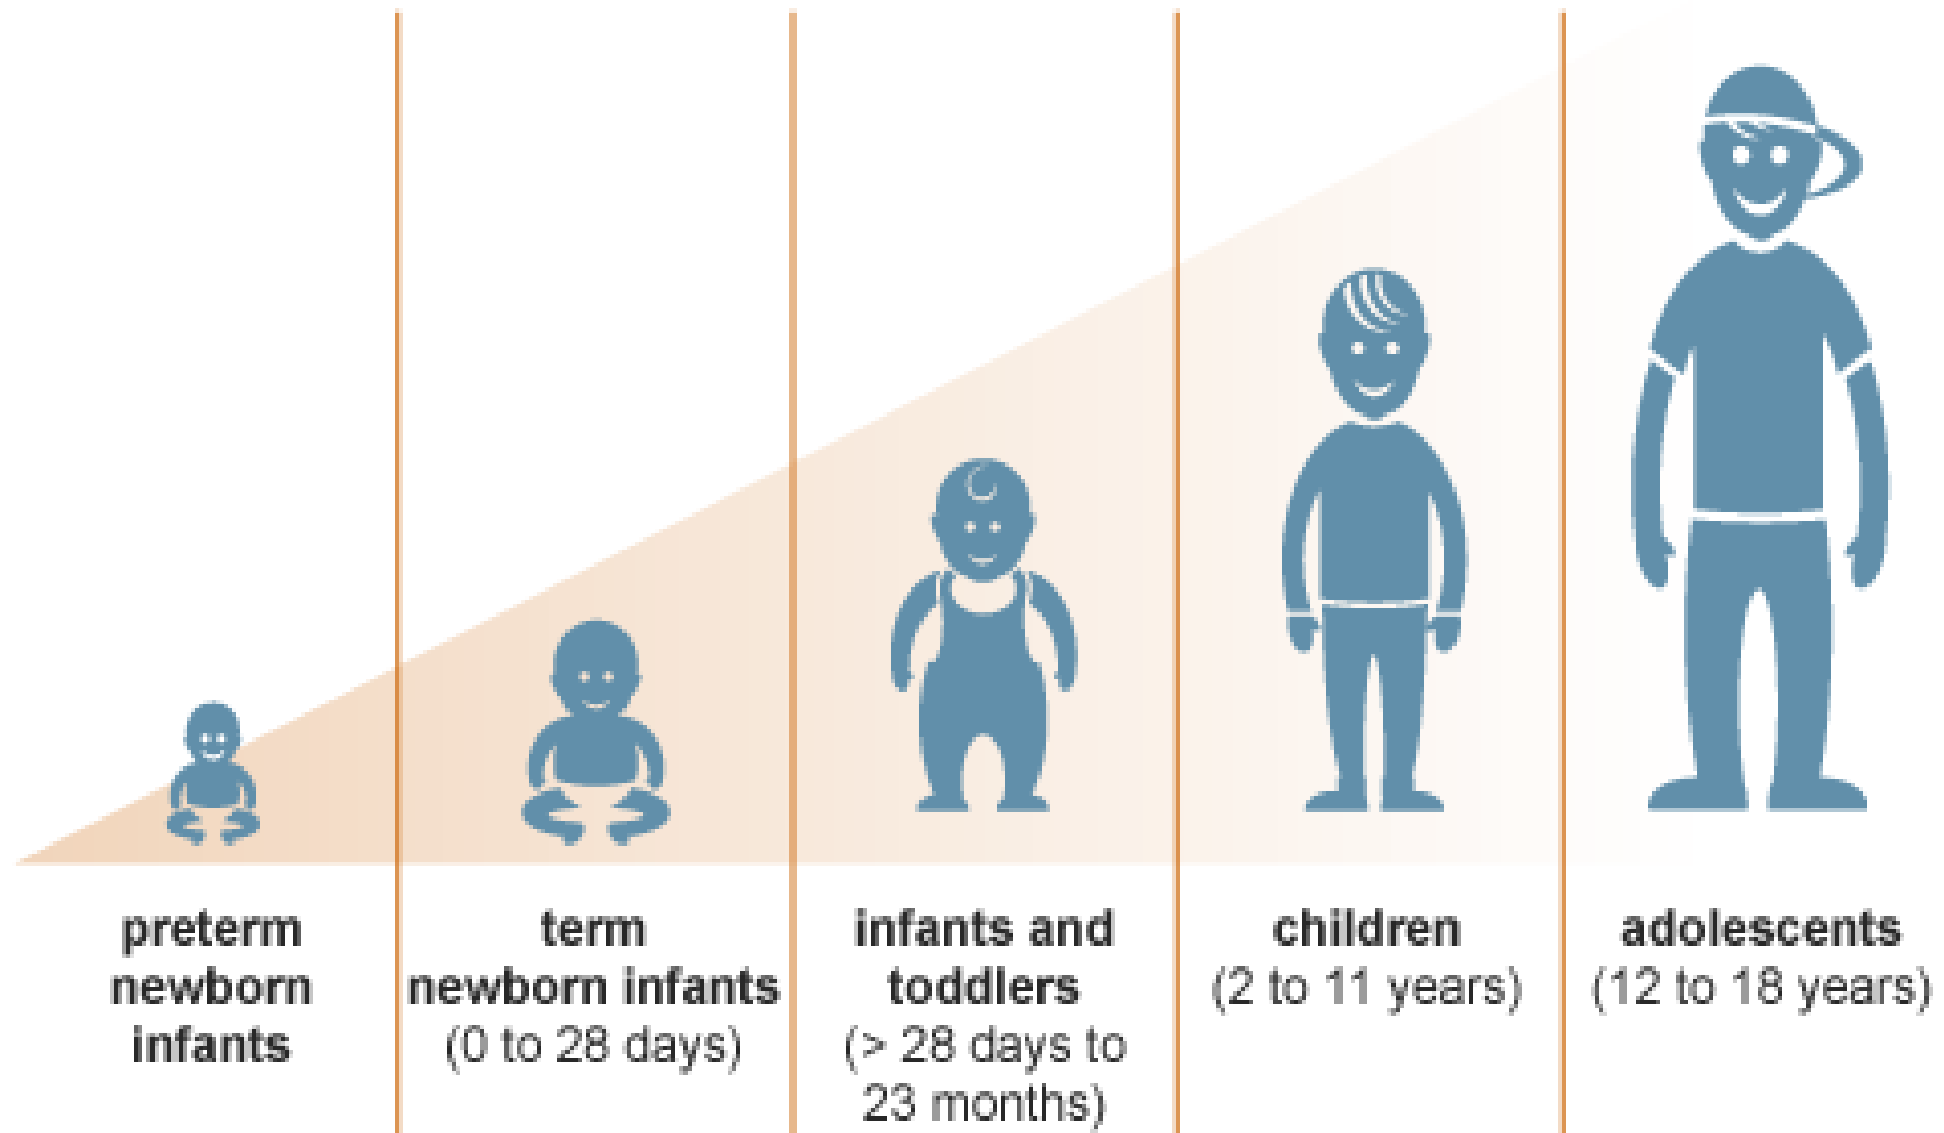 preterm
newborn
infants
term
newborn infants
(0 to 28 days)
infants and
toddlers
(> 28 days to
23 months)
children
(2 to 11 years)
adolescents
(12 to 18 years)